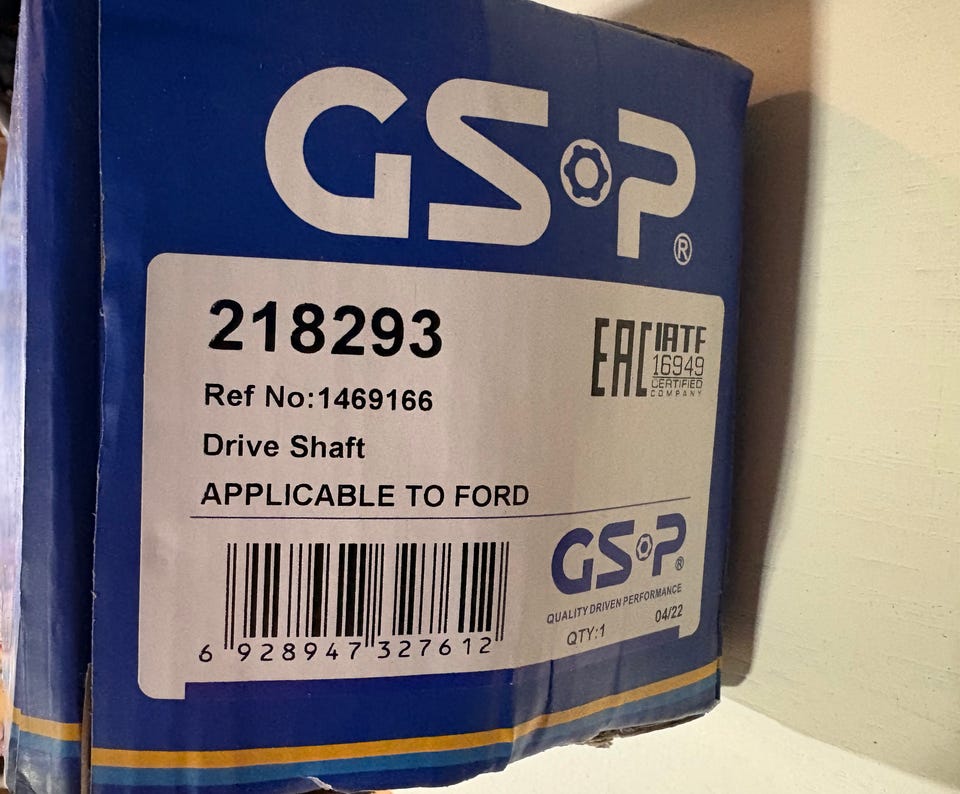 GSP®
218293
EAC IATF
16949
CERTIFIED
COMPANY
Ref No:1469166
Drive Shaft
APPLICABLE TO FORD
GSP®
QUALITY DRIVEN PERFORMANCE
QTY:1 04/22
6 928947 327612